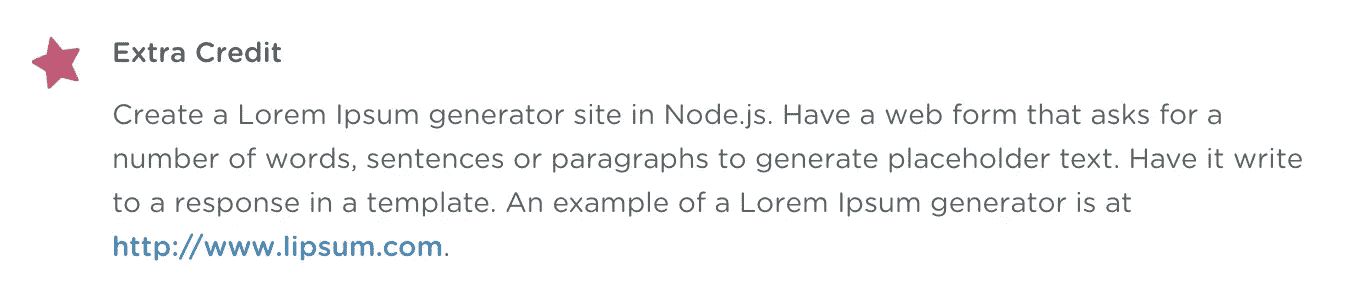 Extra Credit
Create a Lorem Ipsum generator site in Node.js. Have a web form that asks for a
number of words, sentences or paragraphs to generate placeholder text. Have it write
to a response in a template. An example of a Lorem Ipsum generator is at
http://www.lipsum.com.